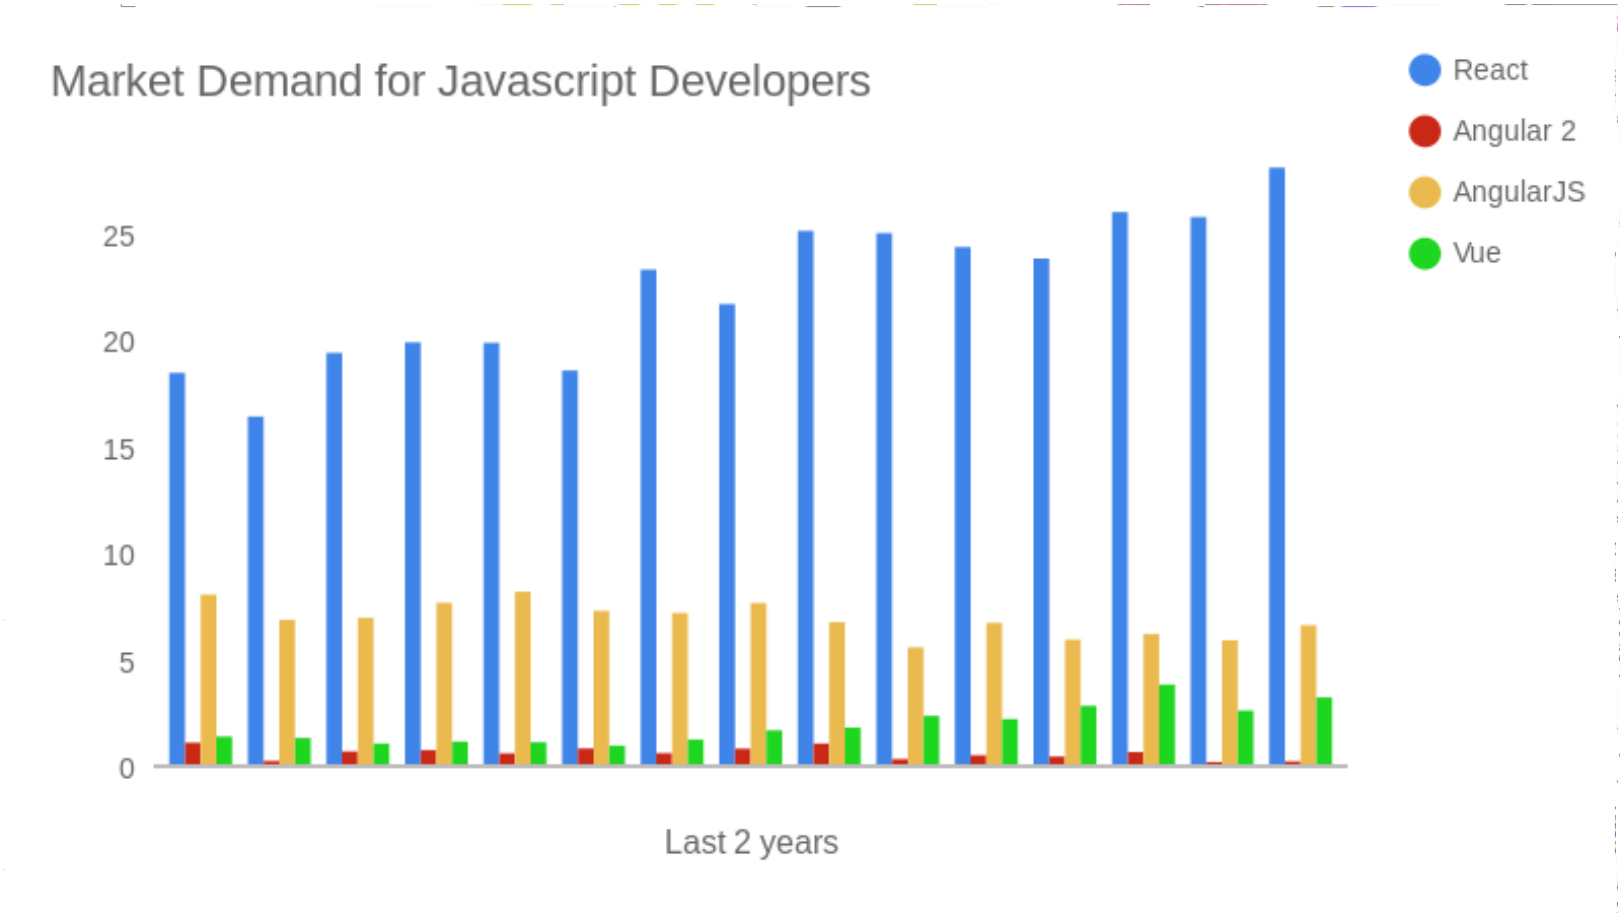 Market Demand for Javascript Developers
React
Angular 2
AngularJS
Vue
25
20
15
10
5
0
Last 2 years